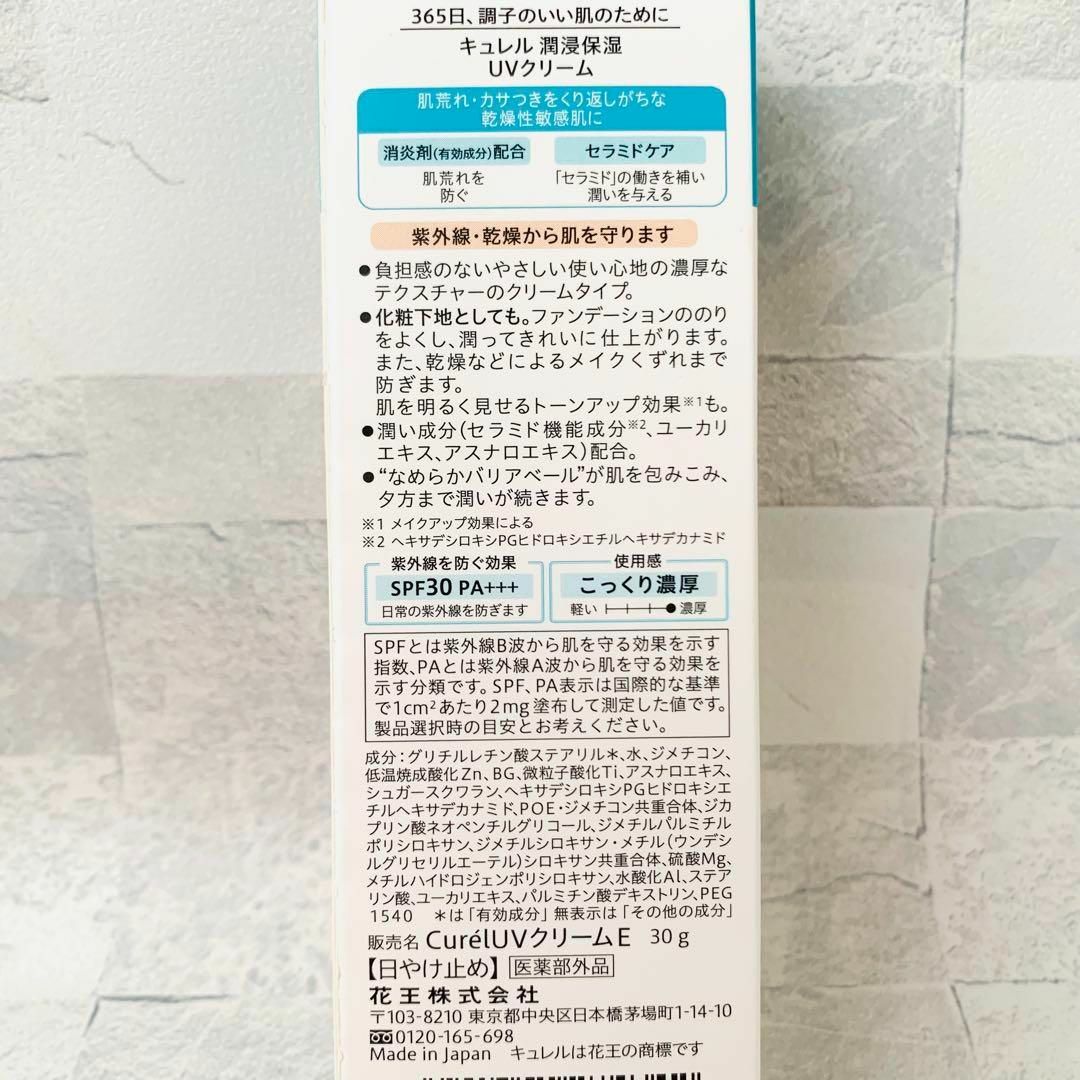 365日、調子のいい肌のために
キュレル 潤浸保湿
UVクリーム
肌荒れ・カサつきをくり返しがちな
乾燥性敏感肌に
消炎剤(有効成分)配合
肌荒れを
防ぐ
セラミドケア
「セラミド」の働きを補い
潤いを与える
紫外線・乾燥から肌を守ります
●負担感のないやさしい使い心地の濃厚な
テクスチャーのクリームタイプ。
●化粧下地としても。ファンデーションののり
をよくし、潤ってきれいに仕上がります。
また、乾燥などによるメイクくずれまで
防ぎます。
肌を明るく見せるトーンアップ効果※1も。
●潤い成分(セラミド機能成分※2、ユーカリ
エキス、アスナロエキス)配合。
●“なめらかバリアベール”が肌を包みこみ、
夕方まで潤いが続きます。
※1 メイクアップ効果による
※2 ヘキサデシロキシPGヒドロキシエチルヘキサデカナミド
紫外線を防ぐ効果
SPF30 PA+++
日常の紫外線を防ぎます
使用感
こっくり濃厚
軽い 濃厚
SPFとは紫外線B波から肌を守る効果を示す
指数、PAとは紫外線A波から肌を守る効果を
示す分類です。SPF、PA表示は国際的な基準
で1cm²あたり2mg塗布して測定した値です。
製品選択時の目安とお考えください。
成分：グリチルレチン酸ステアリル＊、水、ジメチコン、
低温焼成酸化Zn、BG、微粒子酸化Ti、アスナロエキス、
シュガースクワラン、ヘキサデシロキシPGヒドロキシエ
チルヘキサデカナミド、POE・ジメチコン共重合体、ジカ
プリン酸ネオペンチルグリコール、ジメチルパルミチル
ポリシロキサン、ジメチルシロキサン・メチル(ウンデシ
ルグリセリルエーテル)シロキサン共重合体、硫酸Mg、
メチルハイドロジェンポリシロキサン、水酸化Al、ステア
リン酸、ユーカリエキス、パルミチン酸デキストリン、PEG
1540 ＊は「有効成分」無表示は「その他の成分」
販売名 CurélUVクリームE 30g
【日やけ止め】 医薬部外品
花王株式会社
〒103-8210 東京都中央区日本橋茅場町1-14-10
0120-165-698
Made in Japan キュレルは花王の商標です